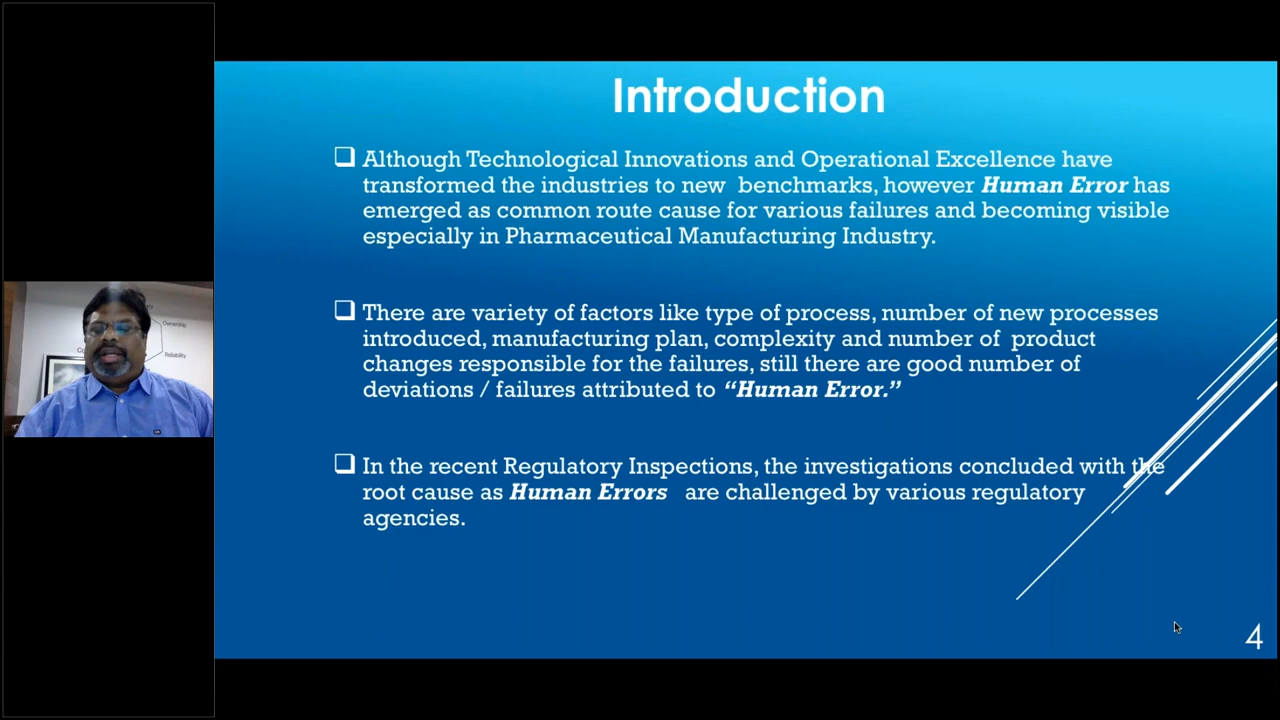 Introduction
❑ Although Technological Innovations and Operational Excellence have
transformed the industries to new benchmarks, however Human Error has
emerged as common route cause for various failures and becoming visible
especially in Pharmaceutical Manufacturing Industry.
❑ There are variety of factors like type of process, number of new processes
introduced, manufacturing plan, complexity and number of product
changes responsible for the failures, still there are good number of
deviations / failures attributed to “Human Error.”
❑ In the recent Regulatory Inspections, the investigations concluded with the
root cause as Human Errors are challenged by various regulatory
agencies.
4
Ownership
Reliability